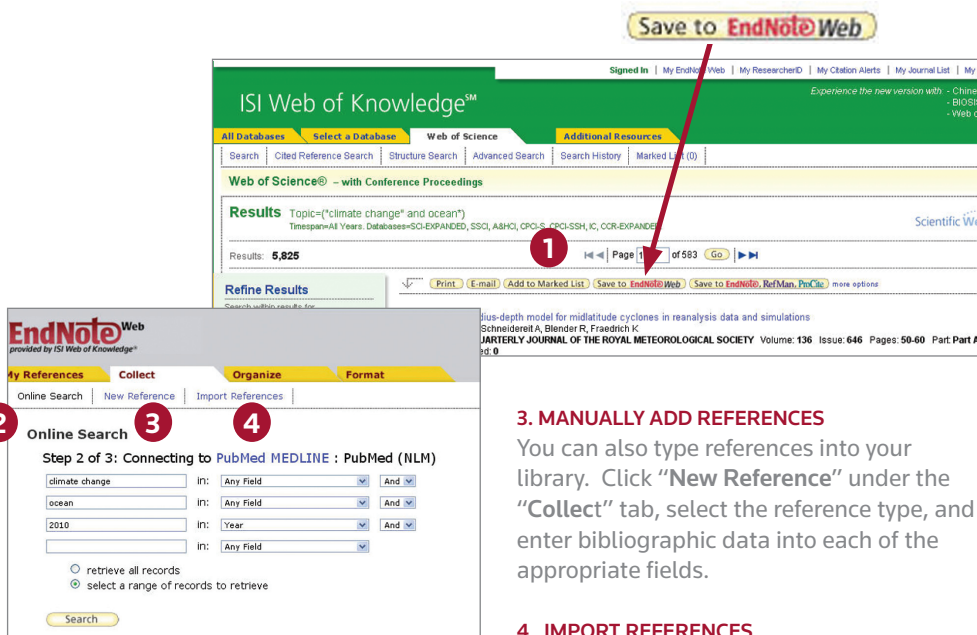 Save to EndNote Web
Signed In | My EndNote Web | My ResearcherID | My Citation Alerts | My Journal List | My
ISI Web of Knowledge℠
Experience the new version with - Chine
- BIOSIS
- Web o
All Databases Select a Database Web of Science Additional Resources
Search | Cited Reference Search | Structure Search | Advanced Search | Search History | Marked List (0)
Web of Science® – with Conference Proceedings
Results Topic=("climate change" and ocean*)
Timespan=All Years. Databases=SCI-EXPANDED, SSCI, A&HCI, CPCI-S, CPCI-SSH, IC, CCR-EXPANDED
Scientific We
Results: 5,825
1
Page 1 of 583 Go
Refine Results
Print E-mail Add to Marked List Save to EndNote Web Save to EndNote, RefMan, ProCite more options
Search within results for
dius-depth model for midlatitude cyclones in reanalysis data and simulations
Schneidereit A, Blender R, Fraedrich K
UARTERLY JOURNAL OF THE ROYAL METEOROLOGICAL SOCIETY Volume: 136 Issue: 646 Pages: 50-60 Part: Part A
ed: 0
EndNote Web
provided by ISI Web of Knowledge℠
My References Collect Organize Format
Online Search | New Reference | Import References
2 3 4
Online Search
Step 2 of 3: Connecting to PubMed MEDLINE : PubMed (NLM)
climate change in: Any Field And
ocean in: Any Field And
2010 in: Year And
in: Any Field
retrieve all records
select a range of records to retrieve
Search
3. MANUALLY ADD REFERENCES
You can also type references into your
library. Click "New Reference" under the
"Collect" tab, select the reference type, and
enter bibliographic data into each of the
appropriate fields.
4. IMPORT REFERENCES